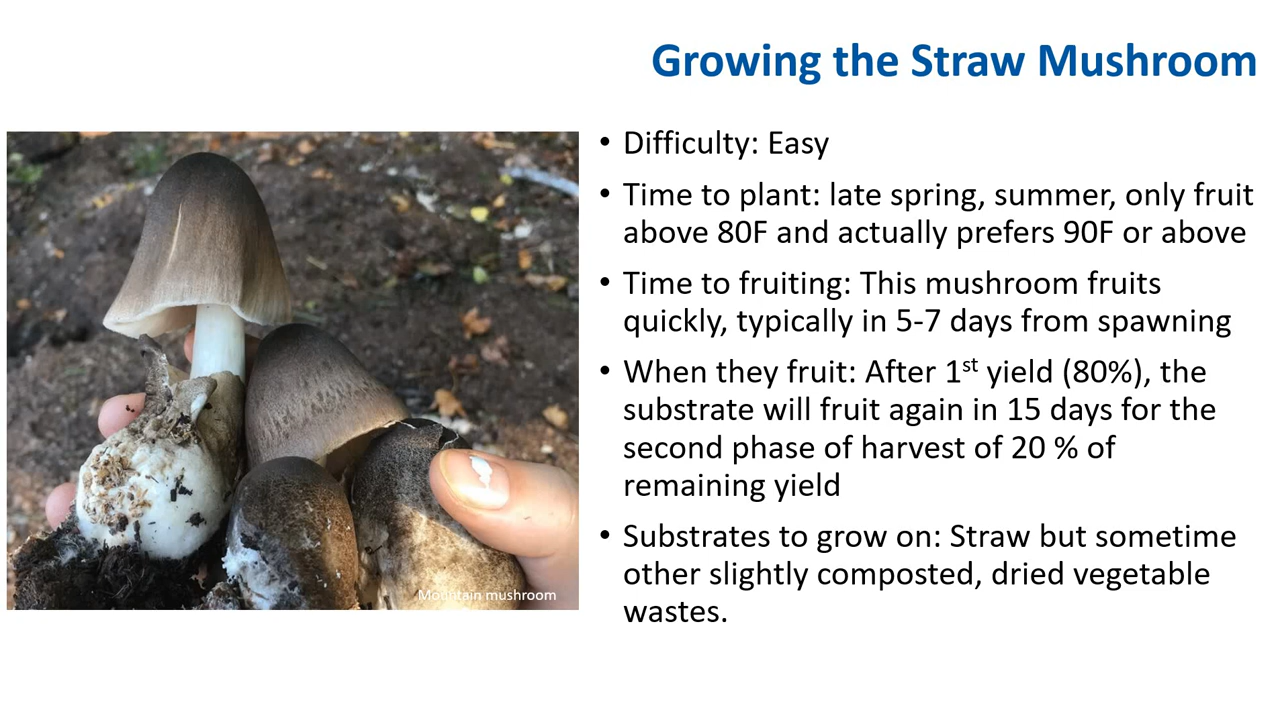 Growing the Straw Mushroom
• Difficulty: Easy
• Time to plant: late spring, summer, only fruit
above 80F and actually prefers 90F or above
• Time to fruiting: This mushroom fruits
quickly, typically in 5-7 days from spawning
• When they fruit: After 1st yield (80%), the
substrate will fruit again in 15 days for the
second phase of harvest of 20 % of
remaining yield
• Substrates to grow on: Straw but sometime
other slightly composted, dried vegetable
wastes.
Mountain mushroom